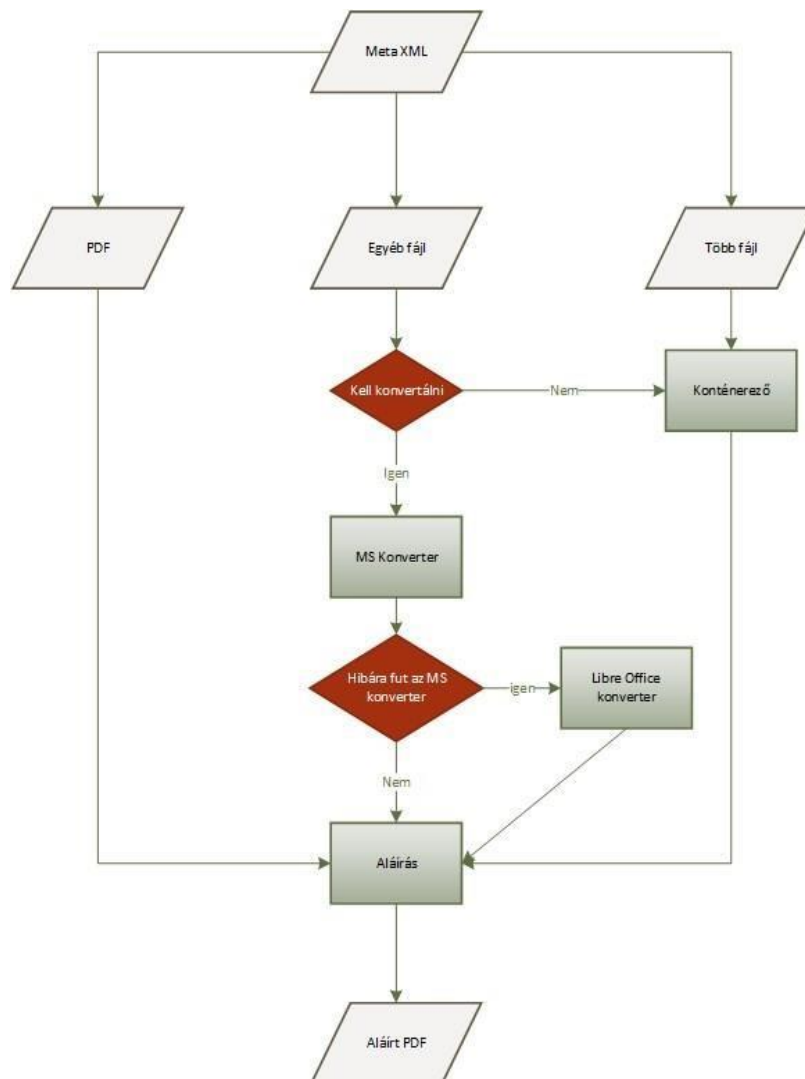 Meta XML
PDF
Egyéb fájl
Több fájl
Kell konvertálni
Nem
Konténerező
Igen
MS Konverter
Hibára fut az MS
konverter
igen
Libre Office
konverter
Nem
Aláírás
Aláírt PDF